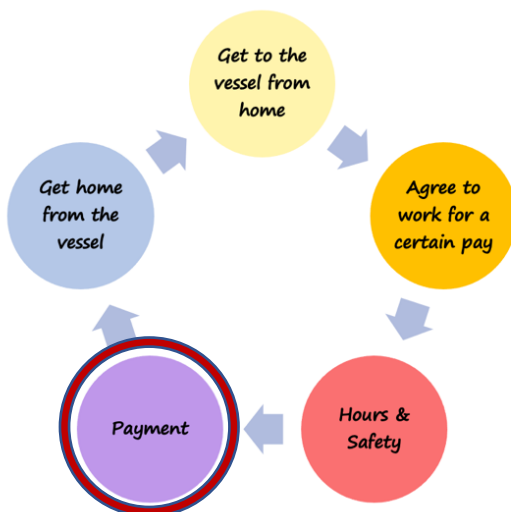 Get to the
vessel from
home
Agree to
work for a
certain pay
Hours &
Safety
Payment
Get home
from the
vessel